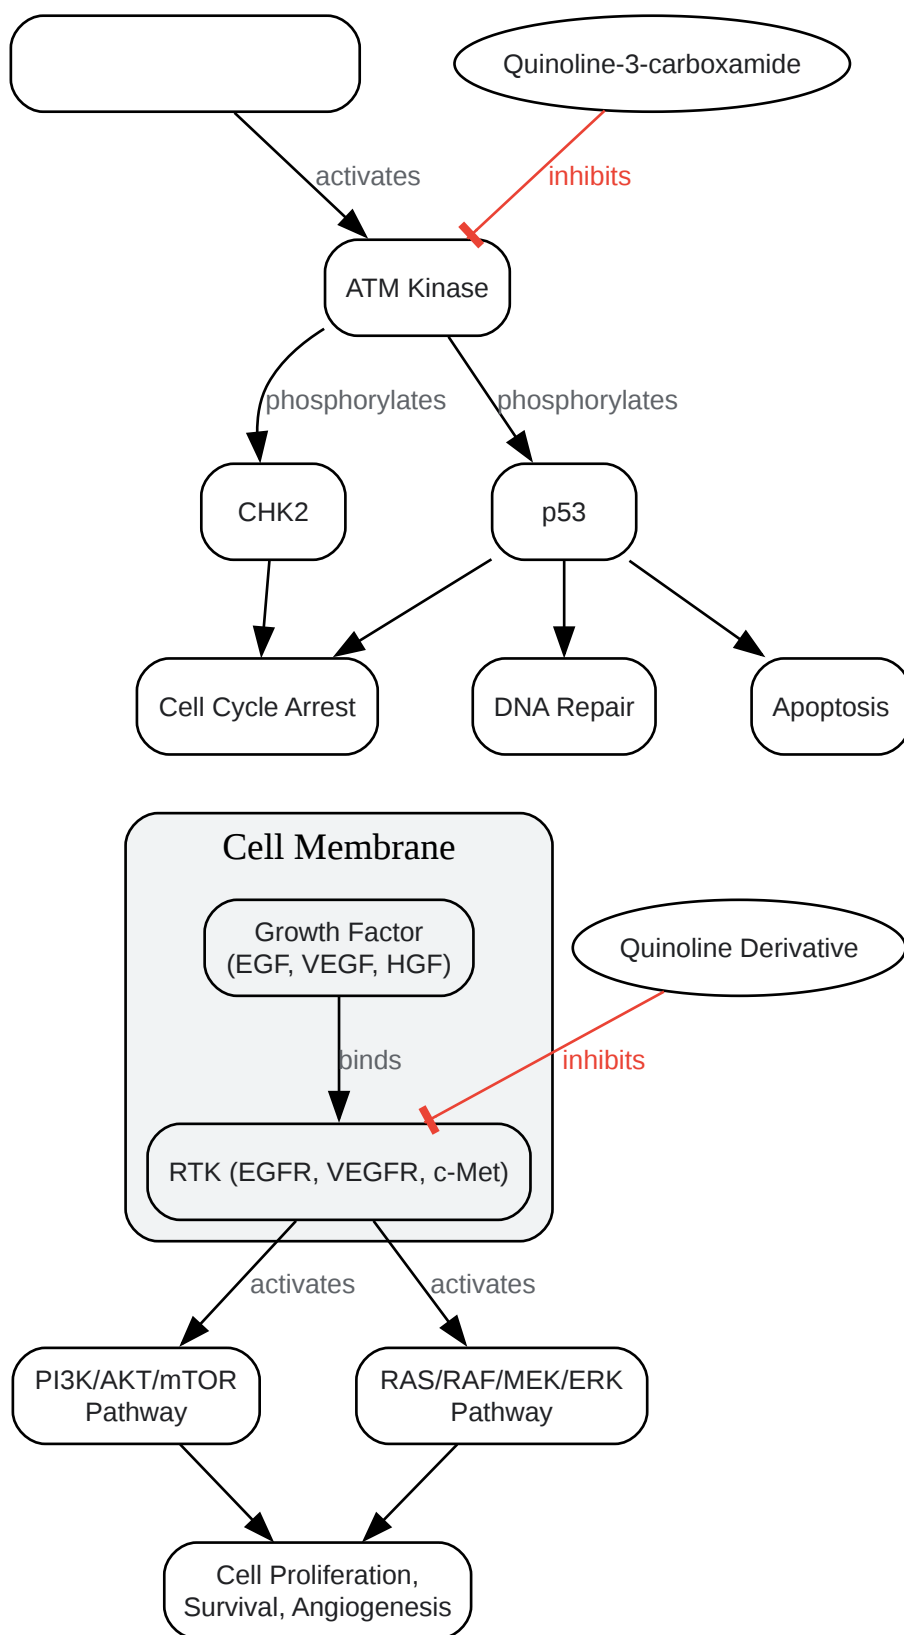 Quinoline-3-carboxamide
activates
inhibits
ATM Kinase
phosphorylates
phosphorylates
CHK2
p53
Cell Cycle Arrest
DNA Repair
Apoptosis
Cell Membrane
Growth Factor
(EGF, VEGF, HGF)
Quinoline Derivative
binds
inhibits
RTK (EGFR, VEGFR, c-Met)
activates
activates
PI3K/AKT/mTOR
Pathway
RAS/RAF/MEK/ERK
Pathway
Cell Proliferation,
Survival, Angiogenesis